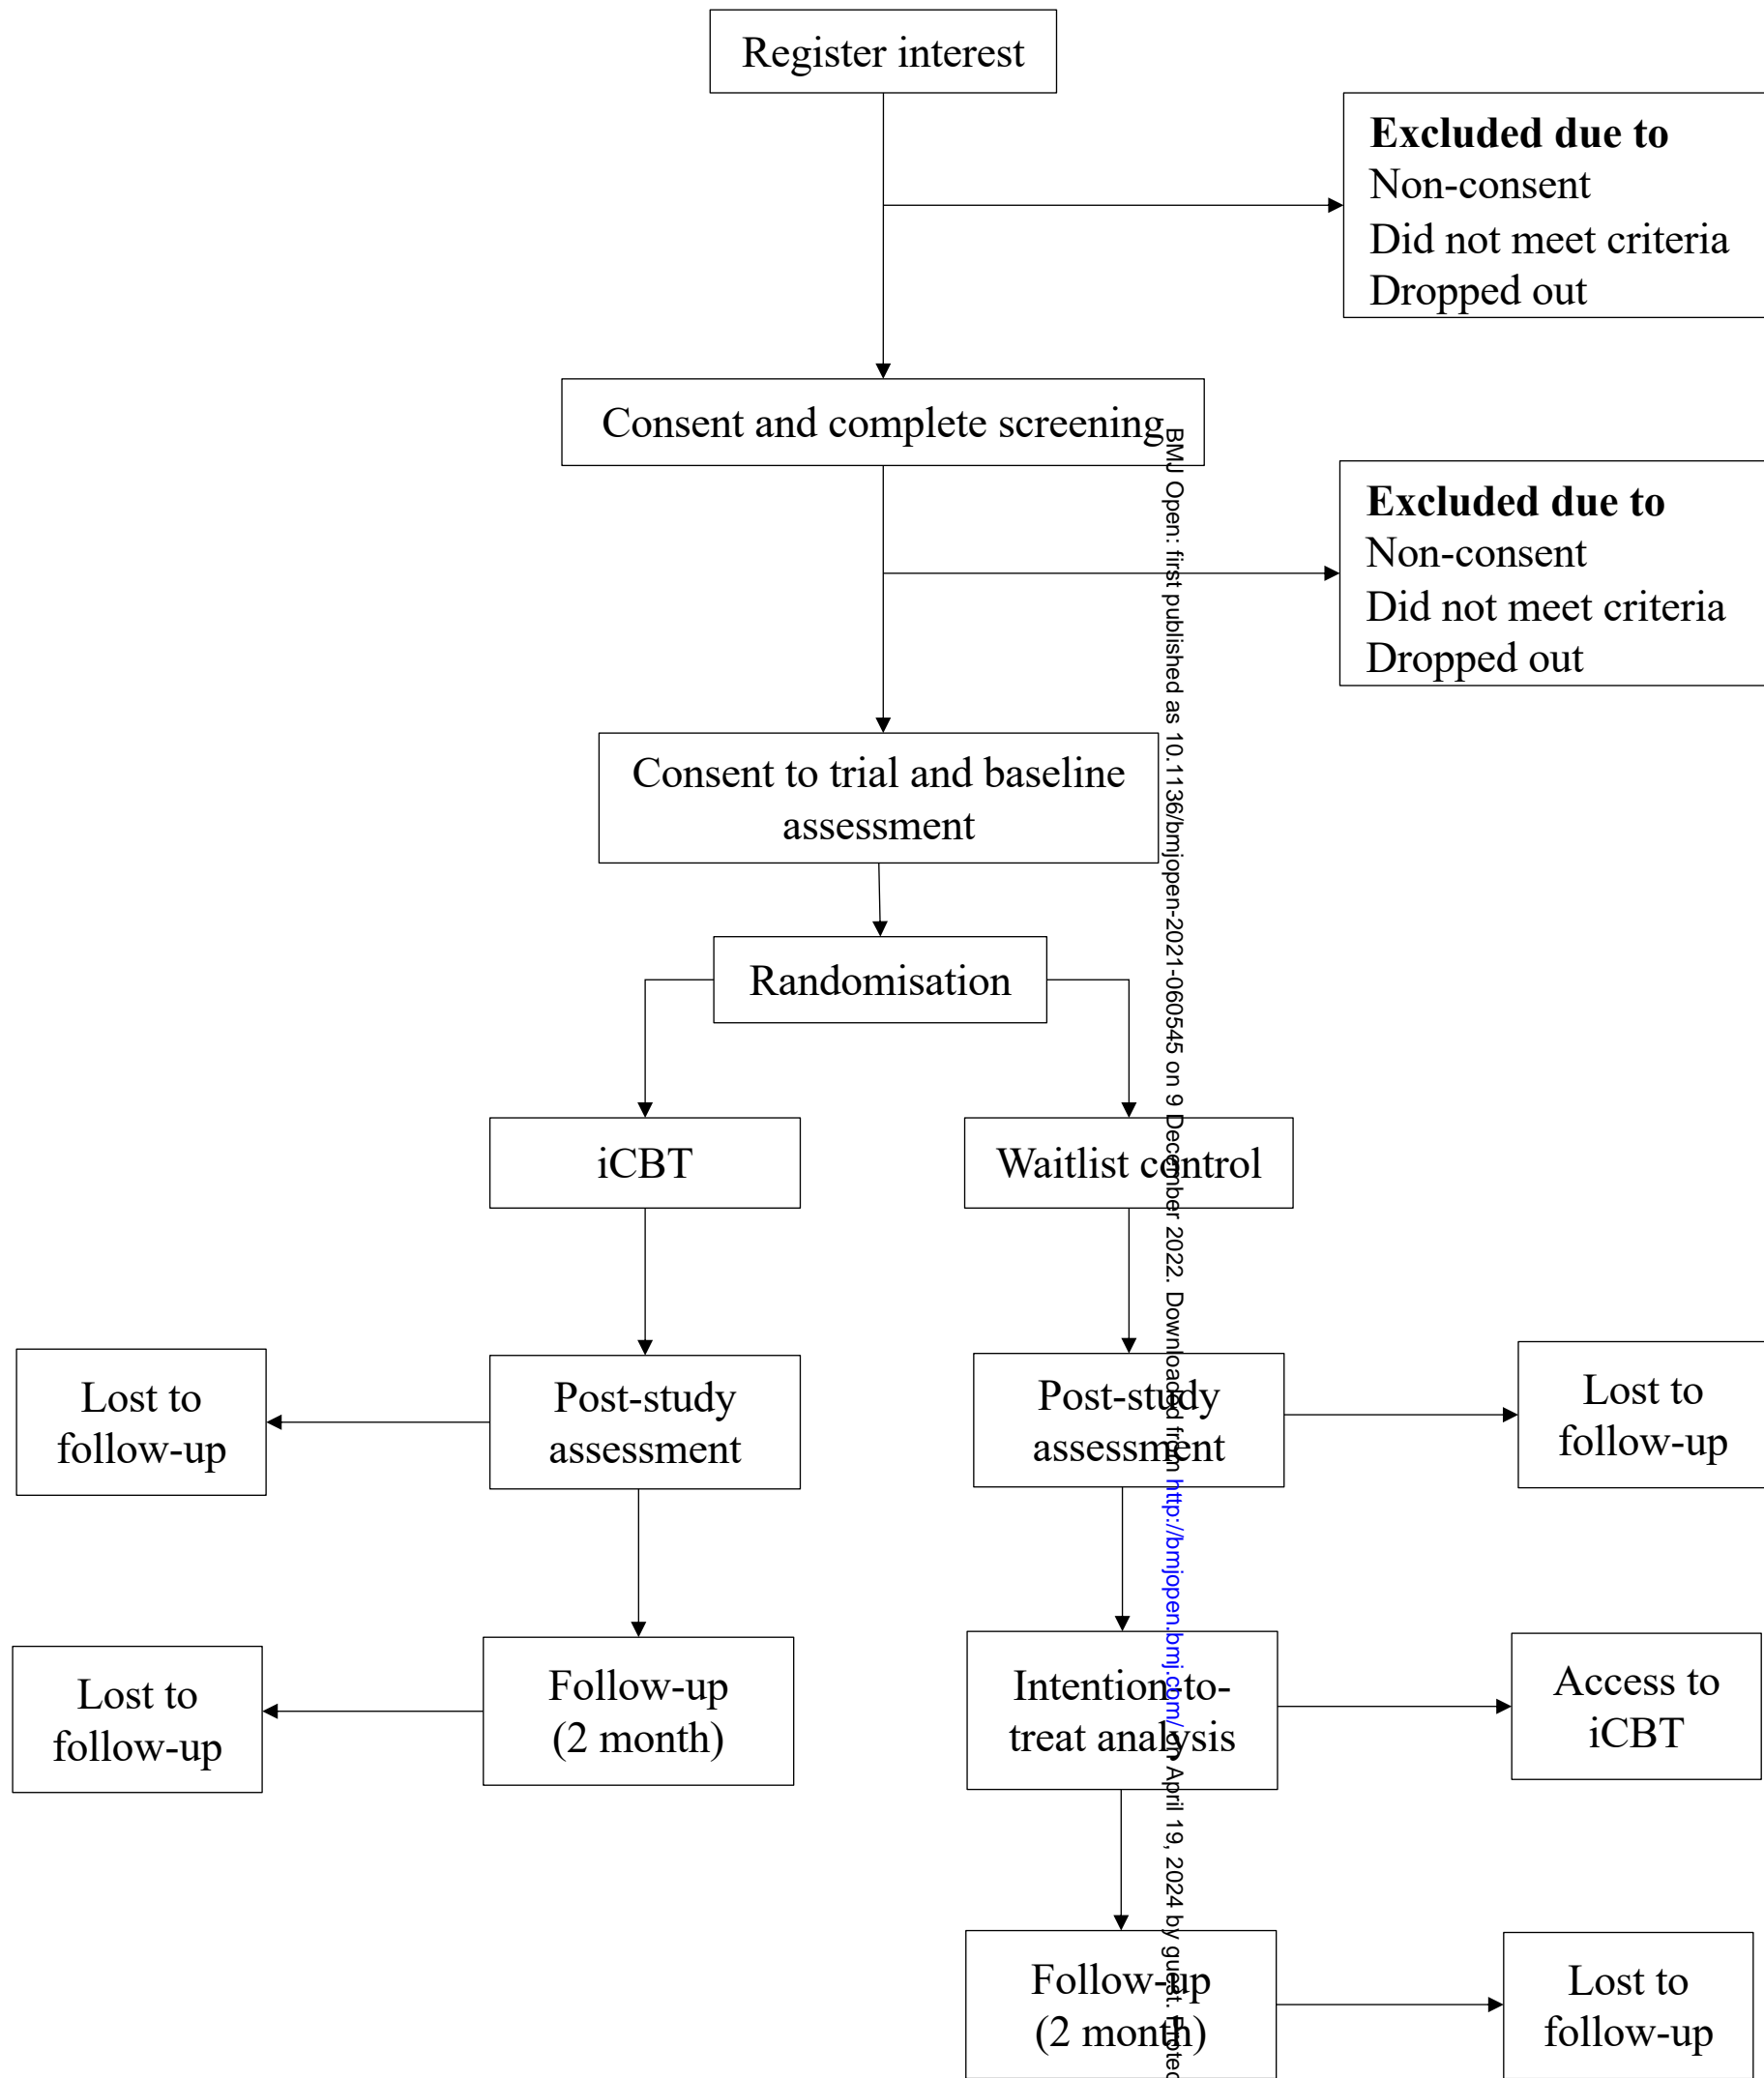 Register interest
Excluded due to
Non-consent
Did not meet criteria
Dropped out
Consent and complete screening
Excluded due to
Non-consent
Did not meet criteria
Dropped out
Consent to trial and baseline
assessment
Randomisation
iCBT
Waitlist control
Lost to
follow-up
Post-study
assessment
Post-study
assessment
Lost to
follow-up
Lost to
follow-up
Follow-up
(2 month)
Intention-to-
treat analysis
Access to
iCBT
Follow-up
(2 month)
Lost to
follow-up
BMJ Open: first published as 10.1136/bmjopen-2021-060545 on 9 December 2022. Downloaded from http://bmjopen.bmj.com/ on April 19, 2024 by guest. Protec